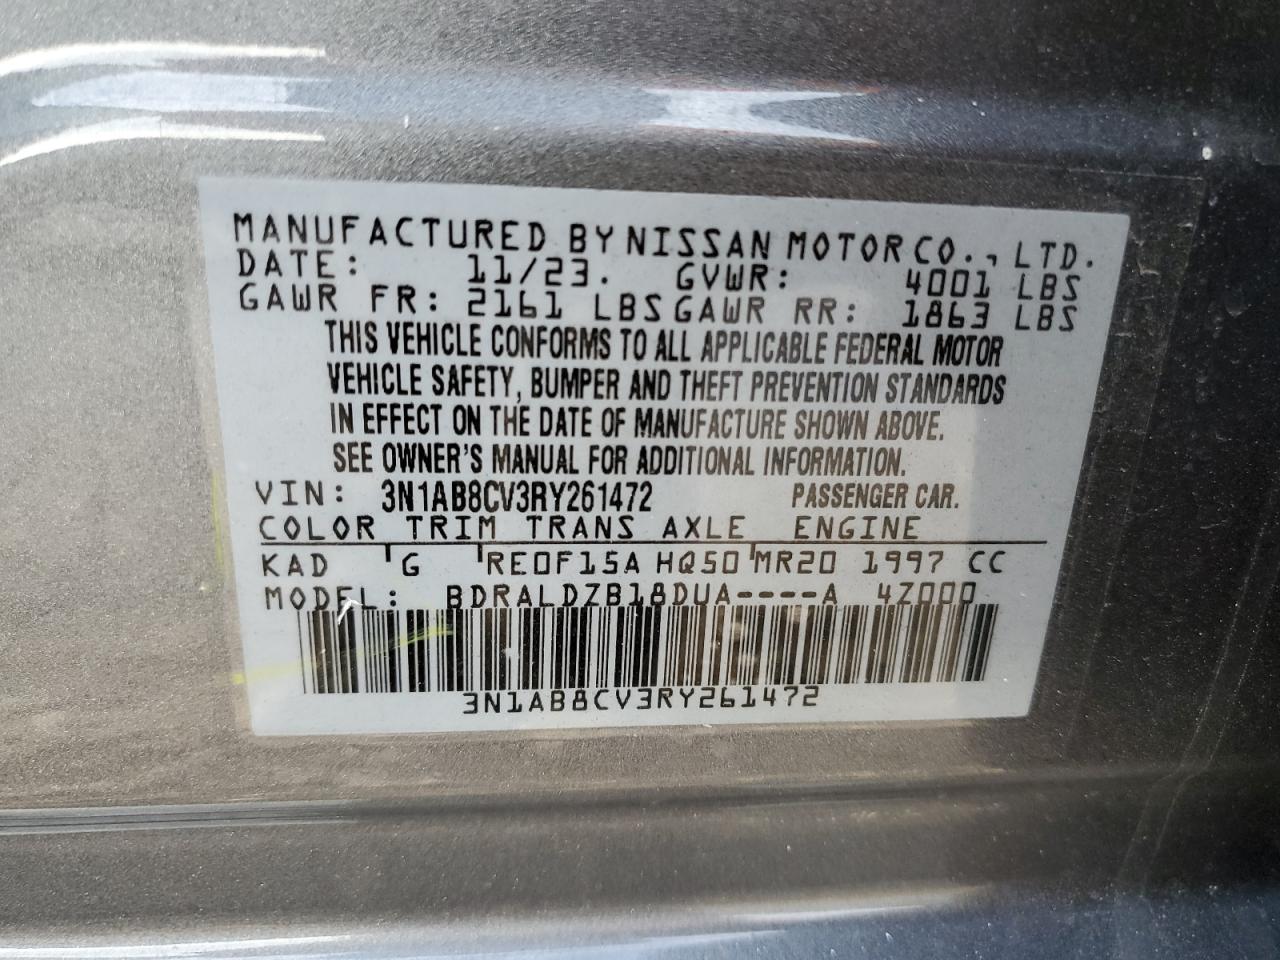 MANUFACTURED BY NISSAN MOTOR CO., LTD.
DATE: 11/23. GVWR: 4001 LBS
GAWR FR: 2161 LBS GAWR RR: 1863 LBS
THIS VEHICLE CONFORMS TO ALL APPLICABLE FEDERAL MOTOR
VEHICLE SAFETY, BUMPER AND THEFT PREVENTION STANDARDS
IN EFFECT ON THE DATE OF MANUFACTURE SHOWN ABOVE.
SEE OWNER'S MANUAL FOR ADDITIONAL INFORMATION.
VIN: 3N1AB8CV3RY261472 PASSENGER CAR.
COLOR TRIM TRANS AXLE ENGINE
KAD G RE0F15A HQ50 MR20 1997 CC
MODEL: BDRALDZB18DUA----A 4Z000
3N1AB8CV3RY261472